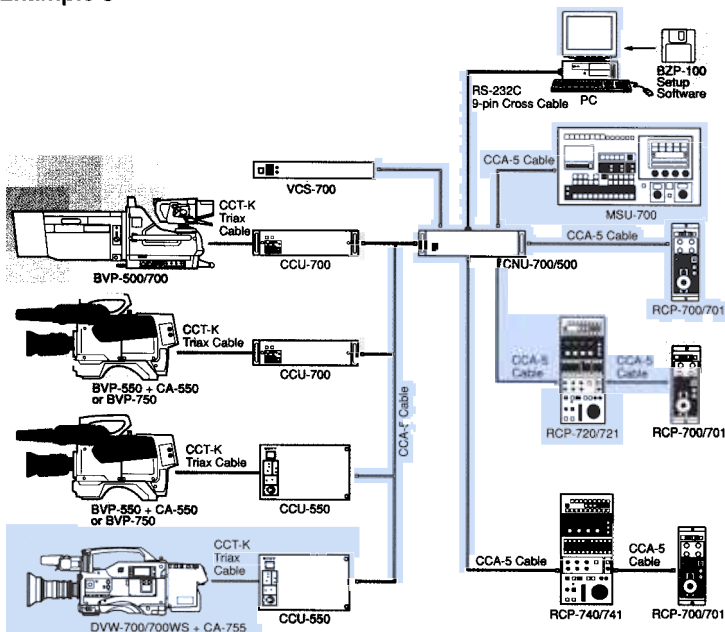 BZP-100
Setup
Software
PC
RS-232C
9-pin Cross Cable
CCA-5 Cable
MSU-700
VCS-700
CCT-K
Triax
Cable
CCU-700
BVP-500/700
CNU-700/500
CCA-5 Cable
RCP-700/701
CCT-K
Triax Cable
CCU-700
BVP-550 + CA-550
or BVP-750
CCA-5
Cable
CCA-5
Cable
RCP-720/721
RCP-700/701
CCT-K
Triax Cable
CCU-550
BVP-550 + CA-550
or BVP-750
Cable
CCT-K
Triax
Cable
CCU-550
DVW-700/700WS + CA-755
CCA-5 Cable
CCA-5
Cable
RCP-740/741
RCP-700/701